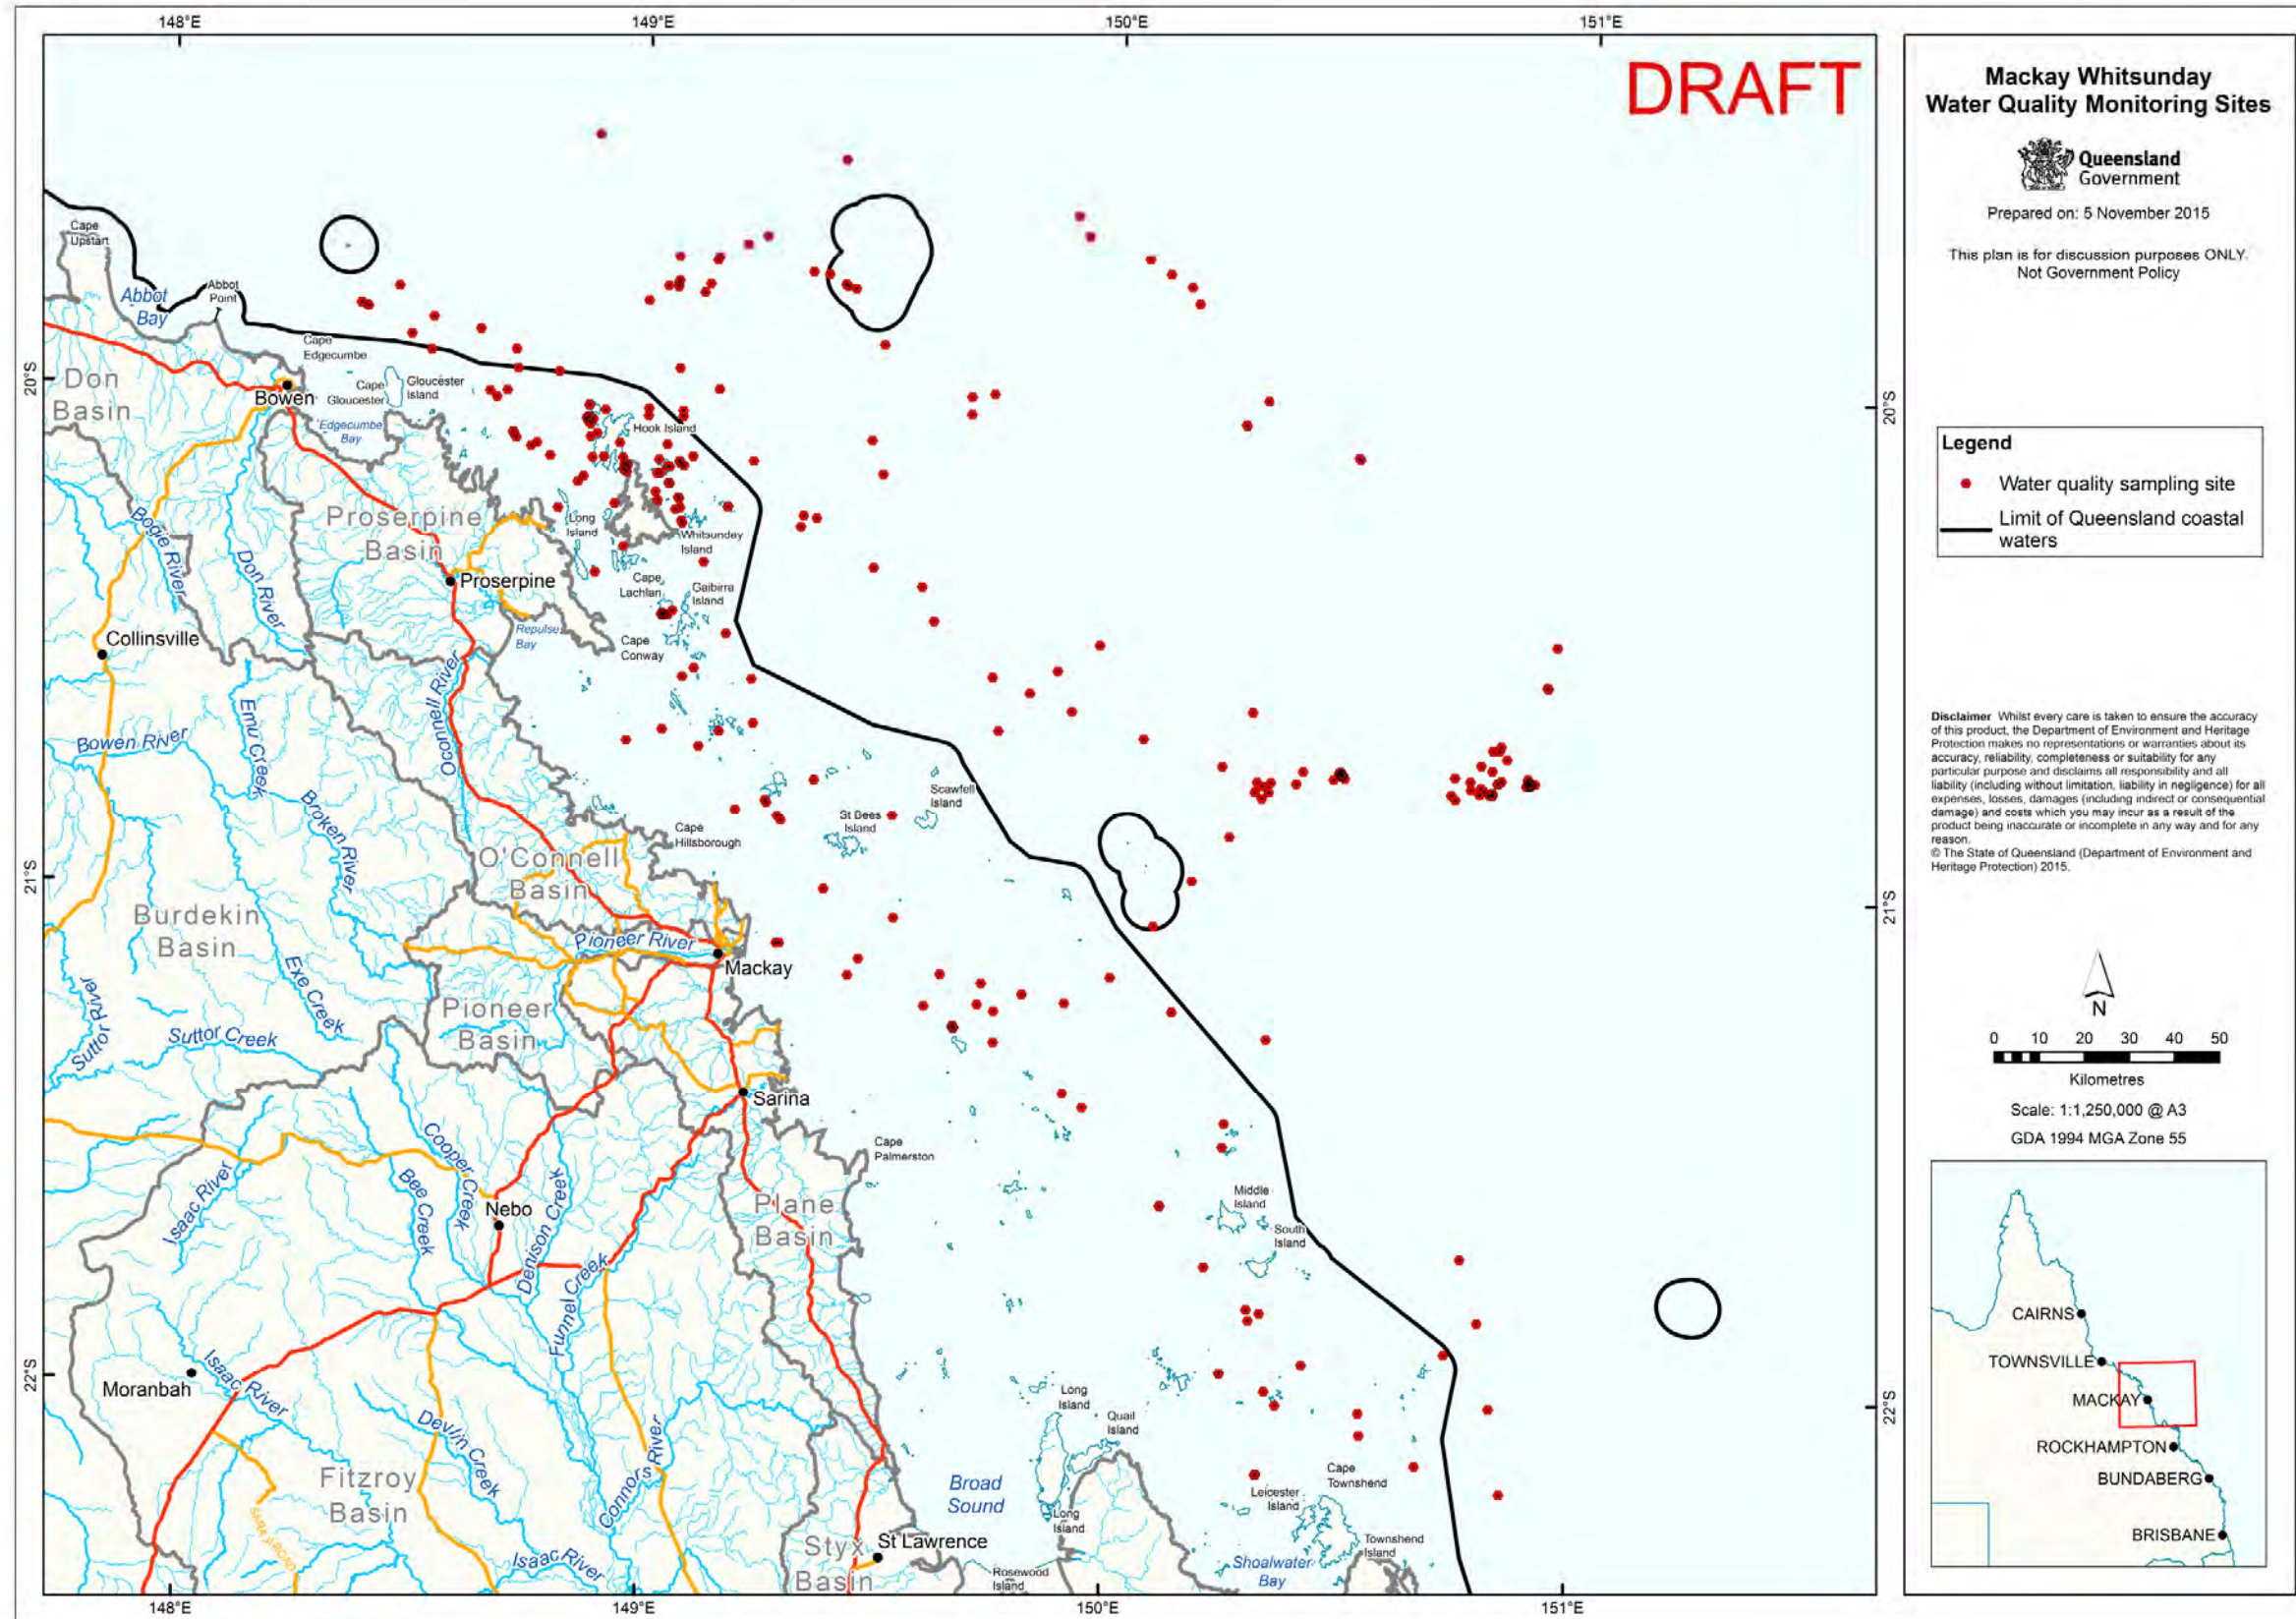 148°E
149°E
150°E
151°E
DRAFT
Cape
Upstart
Abbot
Bay
Abbot
Point
Cape
Edgecumbe
20°S
20°S
Don
Basin
Bowen
Cape
Gloucester
Gloucester
Island
Edgecumbe
Bay
Hook Island
Bogie River
Don River
Proserpine
Basin
Long
Island
Whitsunday
Island
Proserpine
Cape
Lachlan
Gaibirra
Island
Repulse
Bay
Cape
Conway
Collinsville
Oconnell River
Emu Creek
Bowen River
Broken River
Scawfell
Island
St Bees
Island
Cape
Hillsborough
21°S
21°S
O'Connell
Basin
Burdekin
Basin
Pioneer River
Mackay
Exe Creek
Suttor River
Suttor Creek
Pioneer
Basin
Sarina
Cape
Palmerston
Cooper Creek
Bee Creek
Isaac River
Nebo
Denison Creek
Funnel Creek
Plane
Basin
Middle
Island
South
Island
22°S
22°S
Moranbah
Isaac River
Devlin Creek
Connors River
Fitzroy
Basin
SARAJI ROAD
Isaac River
Styx
Basin
St Lawrence
Broad
Sound
Long
Island
Quail
Island
Long
Island
Rosewood
Island
Leicester
Island
Cape
Townshend
Townshend
Island
Shoalwater
Bay
148°E
149°E
150°E
151°E
Mackay Whitsunday
Water Quality Monitoring Sites
Queensland
Government
Prepared on: 5 November 2015
This plan is for discussion purposes ONLY.
Not Government Policy
Legend
Water quality sampling site
Limit of Queensland coastal
waters
Disclaimer Whilst every care is taken to ensure the accuracy
of this product, the Department of Environment and Heritage
Protection makes no representations or warranties about its
accuracy, reliability, completeness or suitability for any
particular purpose and disclaims all responsibility and all
liability (including without limitation, liability in negligence) for all
expenses, losses, damages (including indirect or consequential
damage) and costs which you may incur as a result of the
product being inaccurate or incomplete in any way and for any
reason.
© The State of Queensland (Department of Environment and
Heritage Protection) 2015.
N
0 10 20 30 40 50
Kilometres
Scale: 1:1,250,000 @ A3
GDA 1994 MGA Zone 55
CAIRNS
TOWNSVILLE
MACKAY
ROCKHAMPTON
BUNDABERG
BRISBANE